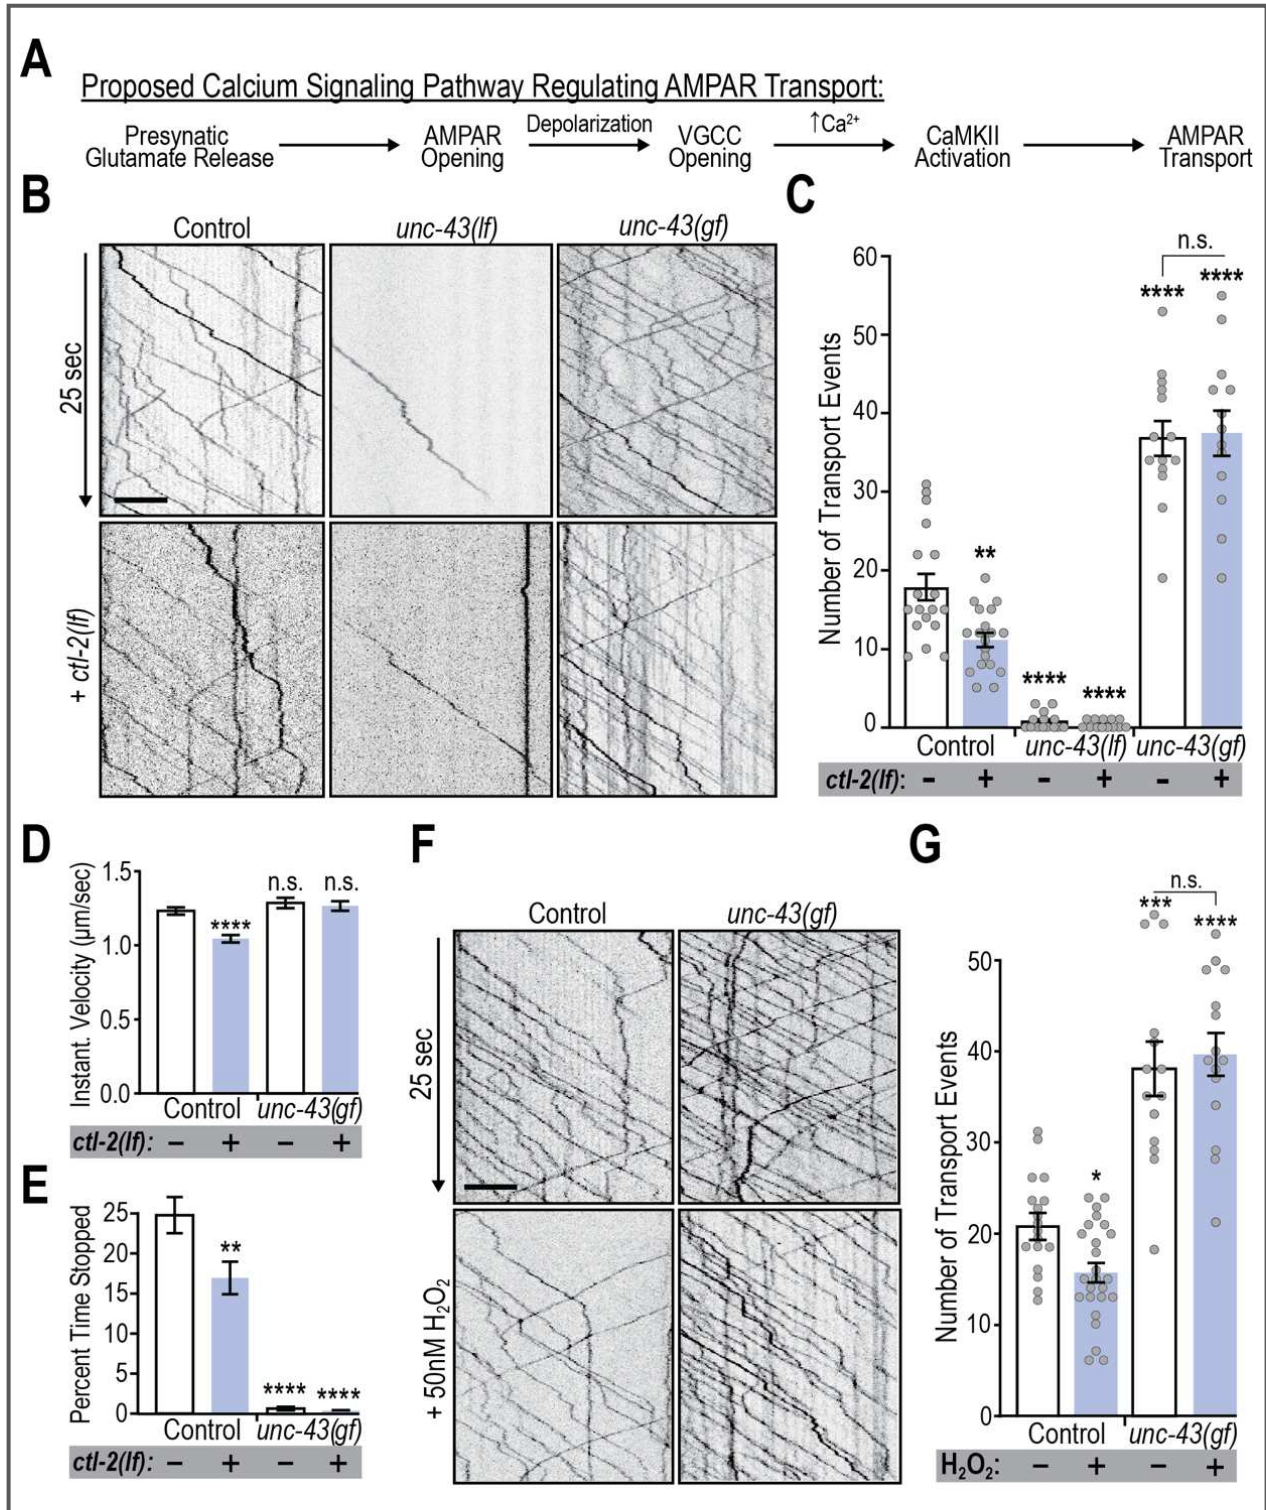 A
Proposed Calcium Signaling Pathway Regulating AMPAR Transport:
Presynatic
Glutamate Release
AMPAR
Opening
Depolarization
VGCC
Opening
↑Ca²⁺
CaMKII
Activation
AMPAR
Transport
B
Control
unc-43(lf)
unc-43(gf)
25 sec
+ ctl-2(lf)
C
Number of Transport Events
60
50
40
30
20
10
0
**
****
****
****
n.s.
****
Control
unc-43(lf)
unc-43(gf)
ctl-2(lf): - + - + - +
D
Instant. Velocity (µm/sec)
1.5
1.0
0.5
0.0
****
n.s.
n.s.
Control
unc-43(gf)
ctl-2(lf): - + - +
E
Percent Time Stopped
25
20
15
10
5
0
**
****
****
Control
unc-43(gf)
ctl-2(lf): - + - +
F
Control
unc-43(gf)
25 sec
+ 50nM H₂O₂
G
Number of Transport Events
50
40
30
20
10
0
*
***
n.s.
****
Control
unc-43(gf)
H₂O₂: - + - +